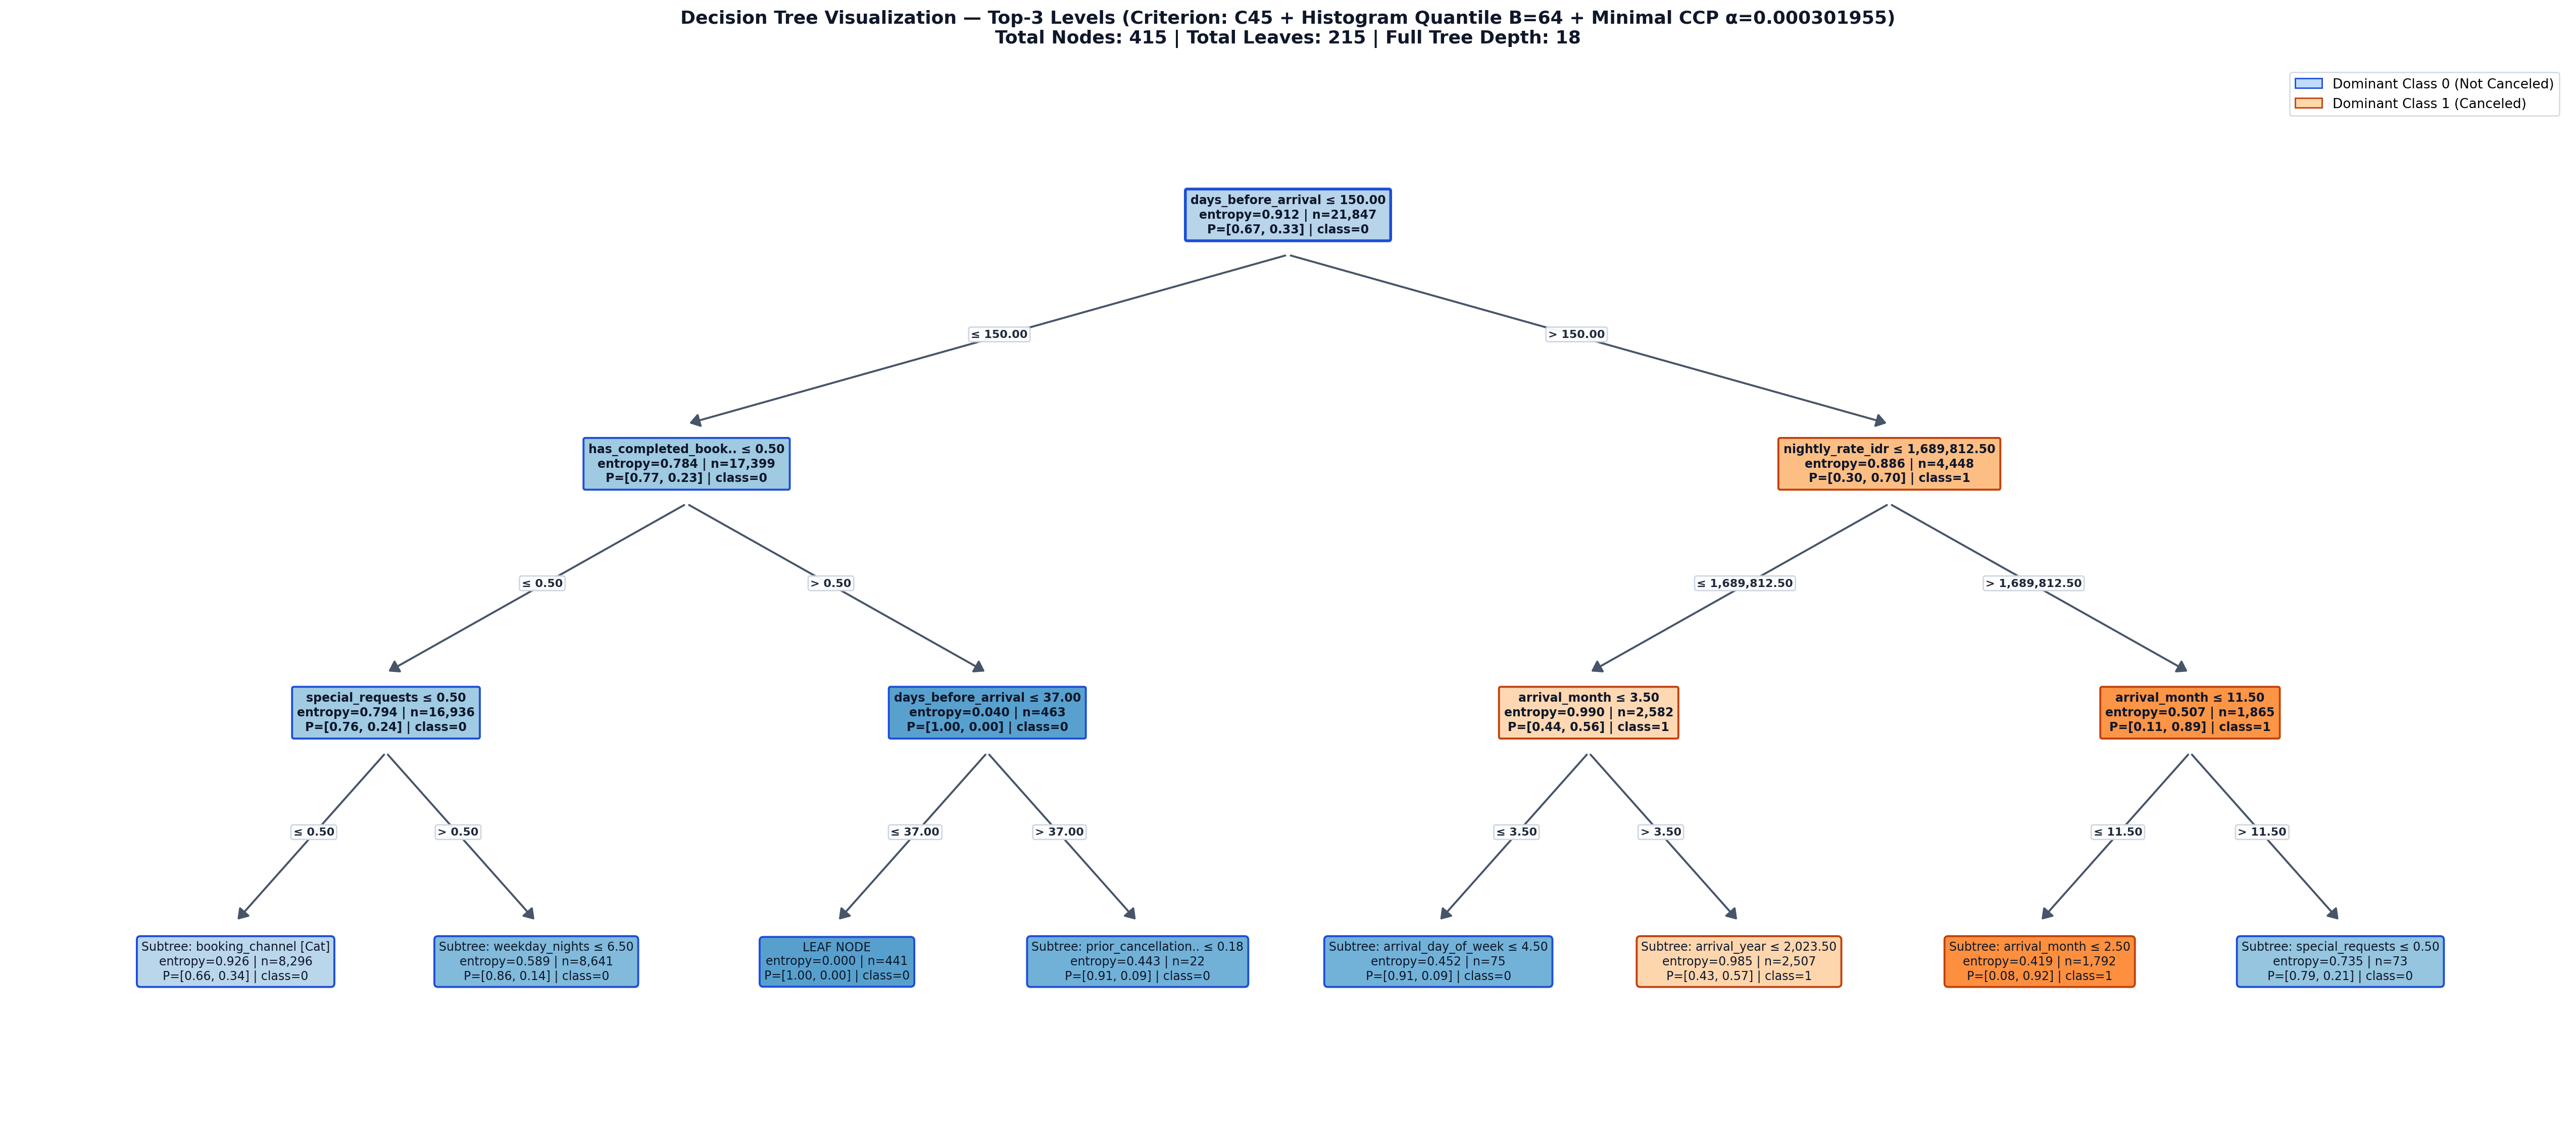 Decision Tree Visualization — Top-3 Levels (Criterion: C45 + Histogram Quantile B=64 + Minimal CCP α=0.000301955)
Total Nodes: 415 | Total Leaves: 215 | Full Tree Depth: 18
Dominant Class 0 (Not Canceled)
Dominant Class 1 (Canceled)
days_before_arrival ≤ 150.00
entropy=0.912 | n=21,847
P=[0.67, 0.33] | class=0
≤ 150.00
> 150.00
has_completed_book.. ≤ 0.50
entropy=0.784 | n=17,399
P=[0.77, 0.23] | class=0
nightly_rate_idr ≤ 1,689,812.50
entropy=0.886 | n=4,448
P=[0.30, 0.70] | class=1
≤ 0.50
> 0.50
≤ 1,689,812.50
> 1,689,812.50
special_requests ≤ 0.50
entropy=0.794 | n=16,936
P=[0.76, 0.24] | class=0
days_before_arrival ≤ 37.00
entropy=0.040 | n=463
P=[1.00, 0.00] | class=0
arrival_month ≤ 3.50
entropy=0.990 | n=2,582
P=[0.44, 0.56] | class=1
arrival_month ≤ 11.50
entropy=0.507 | n=1,865
P=[0.11, 0.89] | class=1
≤ 0.50
> 0.50
≤ 37.00
> 37.00
≤ 3.50
> 3.50
≤ 11.50
> 11.50
Subtree: booking_channel [Cat]
entropy=0.926 | n=8,296
P=[0.66, 0.34] | class=0
Subtree: weekday_nights ≤ 6.50
entropy=0.589 | n=8,641
P=[0.86, 0.14] | class=0
LEAF NODE
entropy=0.000 | n=441
P=[1.00, 0.00] | class=0
Subtree: prior_cancellation.. ≤ 0.18
entropy=0.443 | n=22
P=[0.91, 0.09] | class=0
Subtree: arrival_day_of_week ≤ 4.50
entropy=0.452 | n=75
P=[0.91, 0.09] | class=0
Subtree: arrival_year ≤ 2,023.50
entropy=0.985 | n=2,507
P=[0.43, 0.57] | class=1
Subtree: arrival_month ≤ 2.50
entropy=0.419 | n=1,792
P=[0.08, 0.92] | class=1
Subtree: special_requests ≤ 0.50
entropy=0.735 | n=73
P=[0.79, 0.21] | class=0